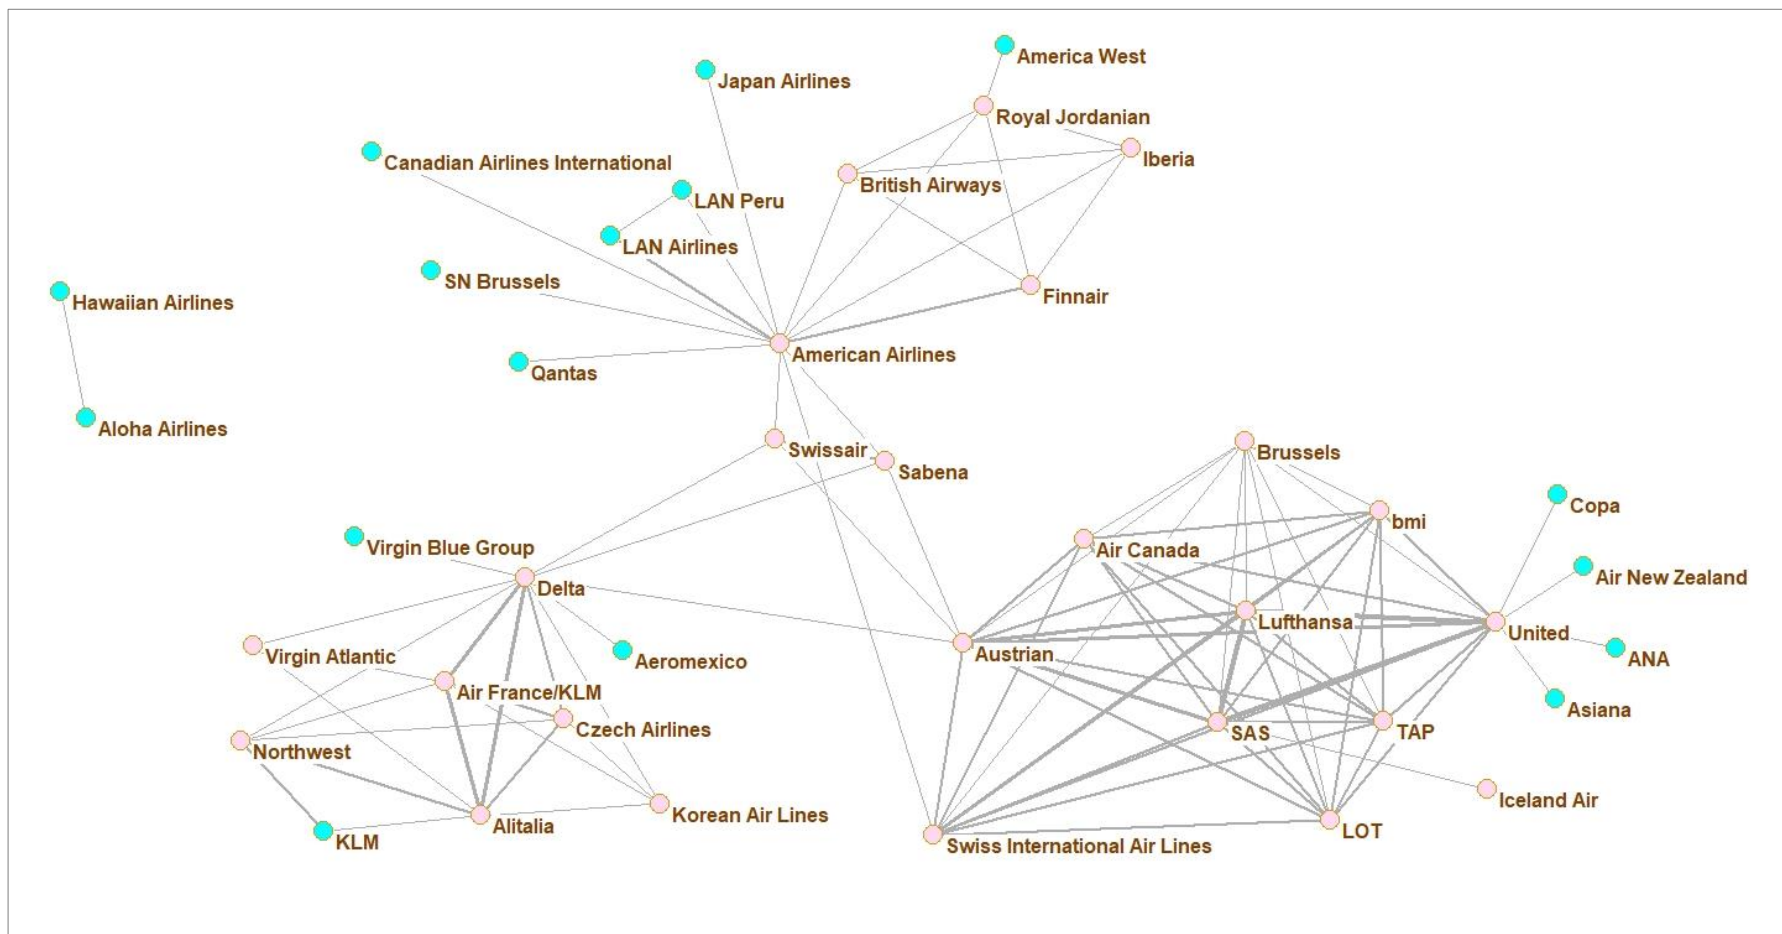 America West
Japan Airlines
Royal Jordanian
Canadian Airlines International
Iberia
British Airways
LAN Peru
LAN Airlines
SN Brussels
Hawaiian Airlines
Finnair
American Airlines
Qantas
Aloha Airlines
Swissair
Brussels
Sabena
Copa
bmi
Virgin Blue Group
Air Canada
Air New Zealand
Delta
Lufthansa
United
Virgin Atlantic
Aeromexico
Austrian
ANA
Air France/KLM
Asiana
Czech Airlines
SAS
TAP
Northwest
Iceland Air
Korean Air Lines
Alitalia
LOT
KLM
Swiss International Air Lines